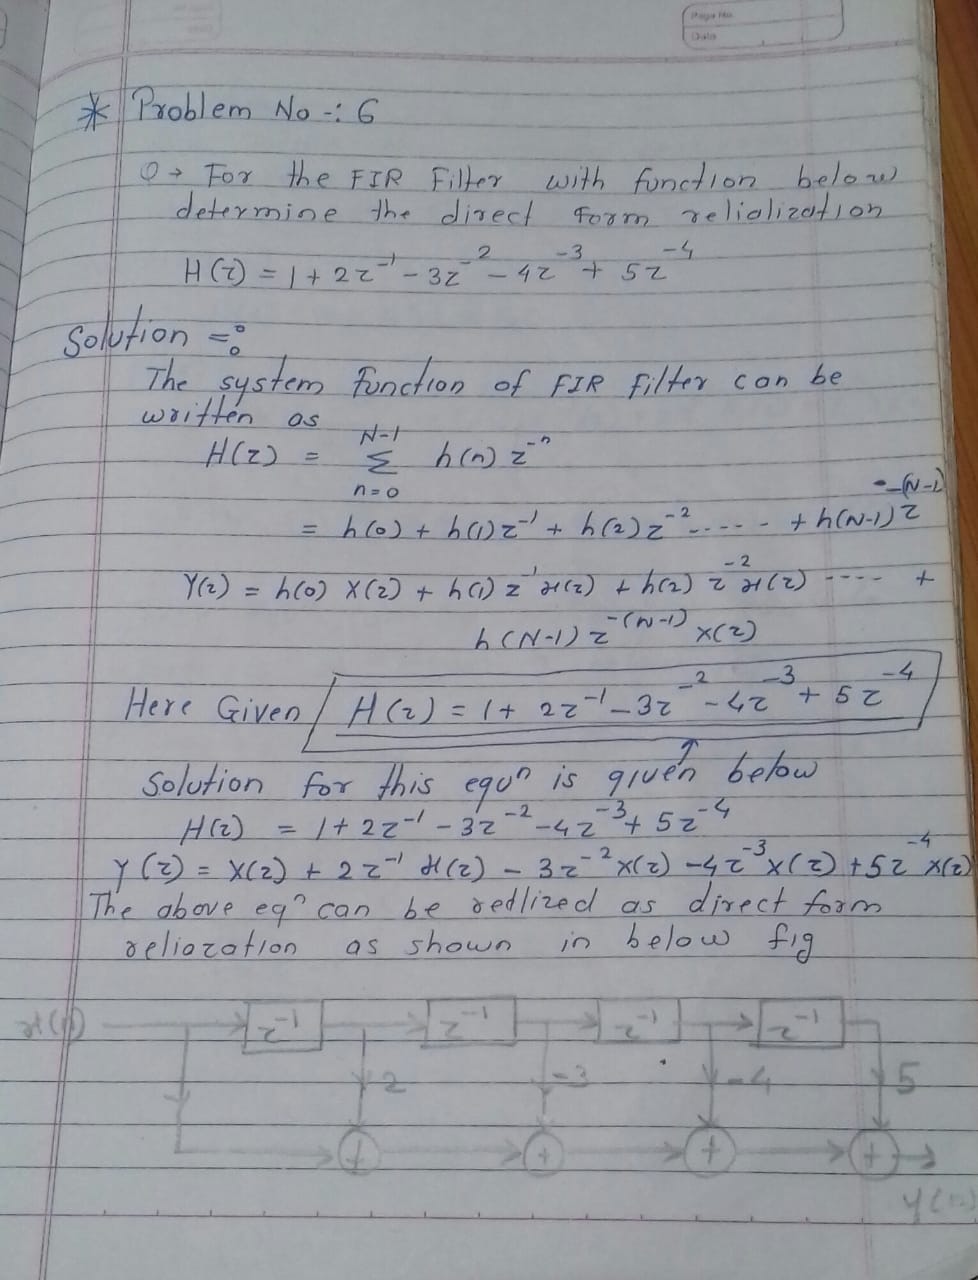 Page No.
Date
* Problem No -: 6
Q → For the FIR Filter with function below
determine the direct form relialization
H(z) = 1 + 2z⁻¹ - 3z⁻² - 4z⁻³ + 5z⁻⁴
Solution =:
The system function of FIR filter can be
written as
N-1
H(z) = Σ h(n) z⁻ⁿ
n=0
= h(0) + h(1)z⁻¹ + h(2)z⁻² ----- + h(N-1) z⁻⁽ᴺ⁻¹⁾
Y(z) = h(0) X(z) + h(1) z⁻¹ X(z) + h(2) z⁻² X(z) ---- +
h(N-1) z⁻⁽ᴺ⁻¹⁾ X(z)
Here Given H(z) = 1 + 2z⁻¹ - 3z⁻² - 4z⁻³ + 5z⁻⁴
Solution for this equⁿ is given below
H(z) = 1 + 2z⁻¹ - 3z⁻² - 4z⁻³ + 5z⁻⁴
Y(z) = X(z) + 2z⁻¹ X(z) - 3z⁻² X(z) - 4z⁻³ X(z) + 5z⁻⁴ X(z)
The above eqⁿ can be redlized as direct form
reliazation as shown in below fig
x(n) z⁻¹ z⁻¹ z⁻¹ z⁻¹
2 -3 -4 5
+ + + +
y(n)